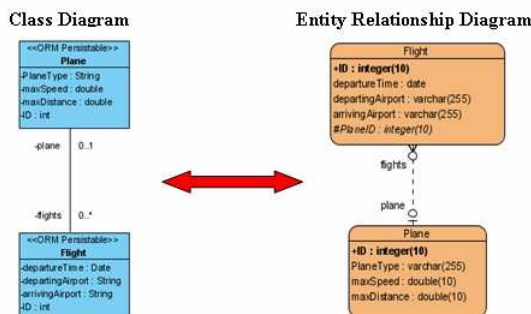 Class Diagram
Entity Relationship Diagram
<<ORM Persistable>>
Plane
-PlaneType : String
-maxSpeed : double
-maxDistance : double
-ID : int
-plane
0..1
-flights
0..*
<<ORM Persistable>>
Flight
-departureTime : Date
-departingAirport : String
-arrivingAirport : String
-ID : int
Flight
+ID : integer(10)
departureTime : date
departingAirport : varchar(255)
arrivingAirport : varchar(255)
#PlaneID : integer(10)
flights
plane
Plane
+ID : integer(10)
PlaneType : varchar(255)
maxSpeed : double(10)
maxDistance : double(10)